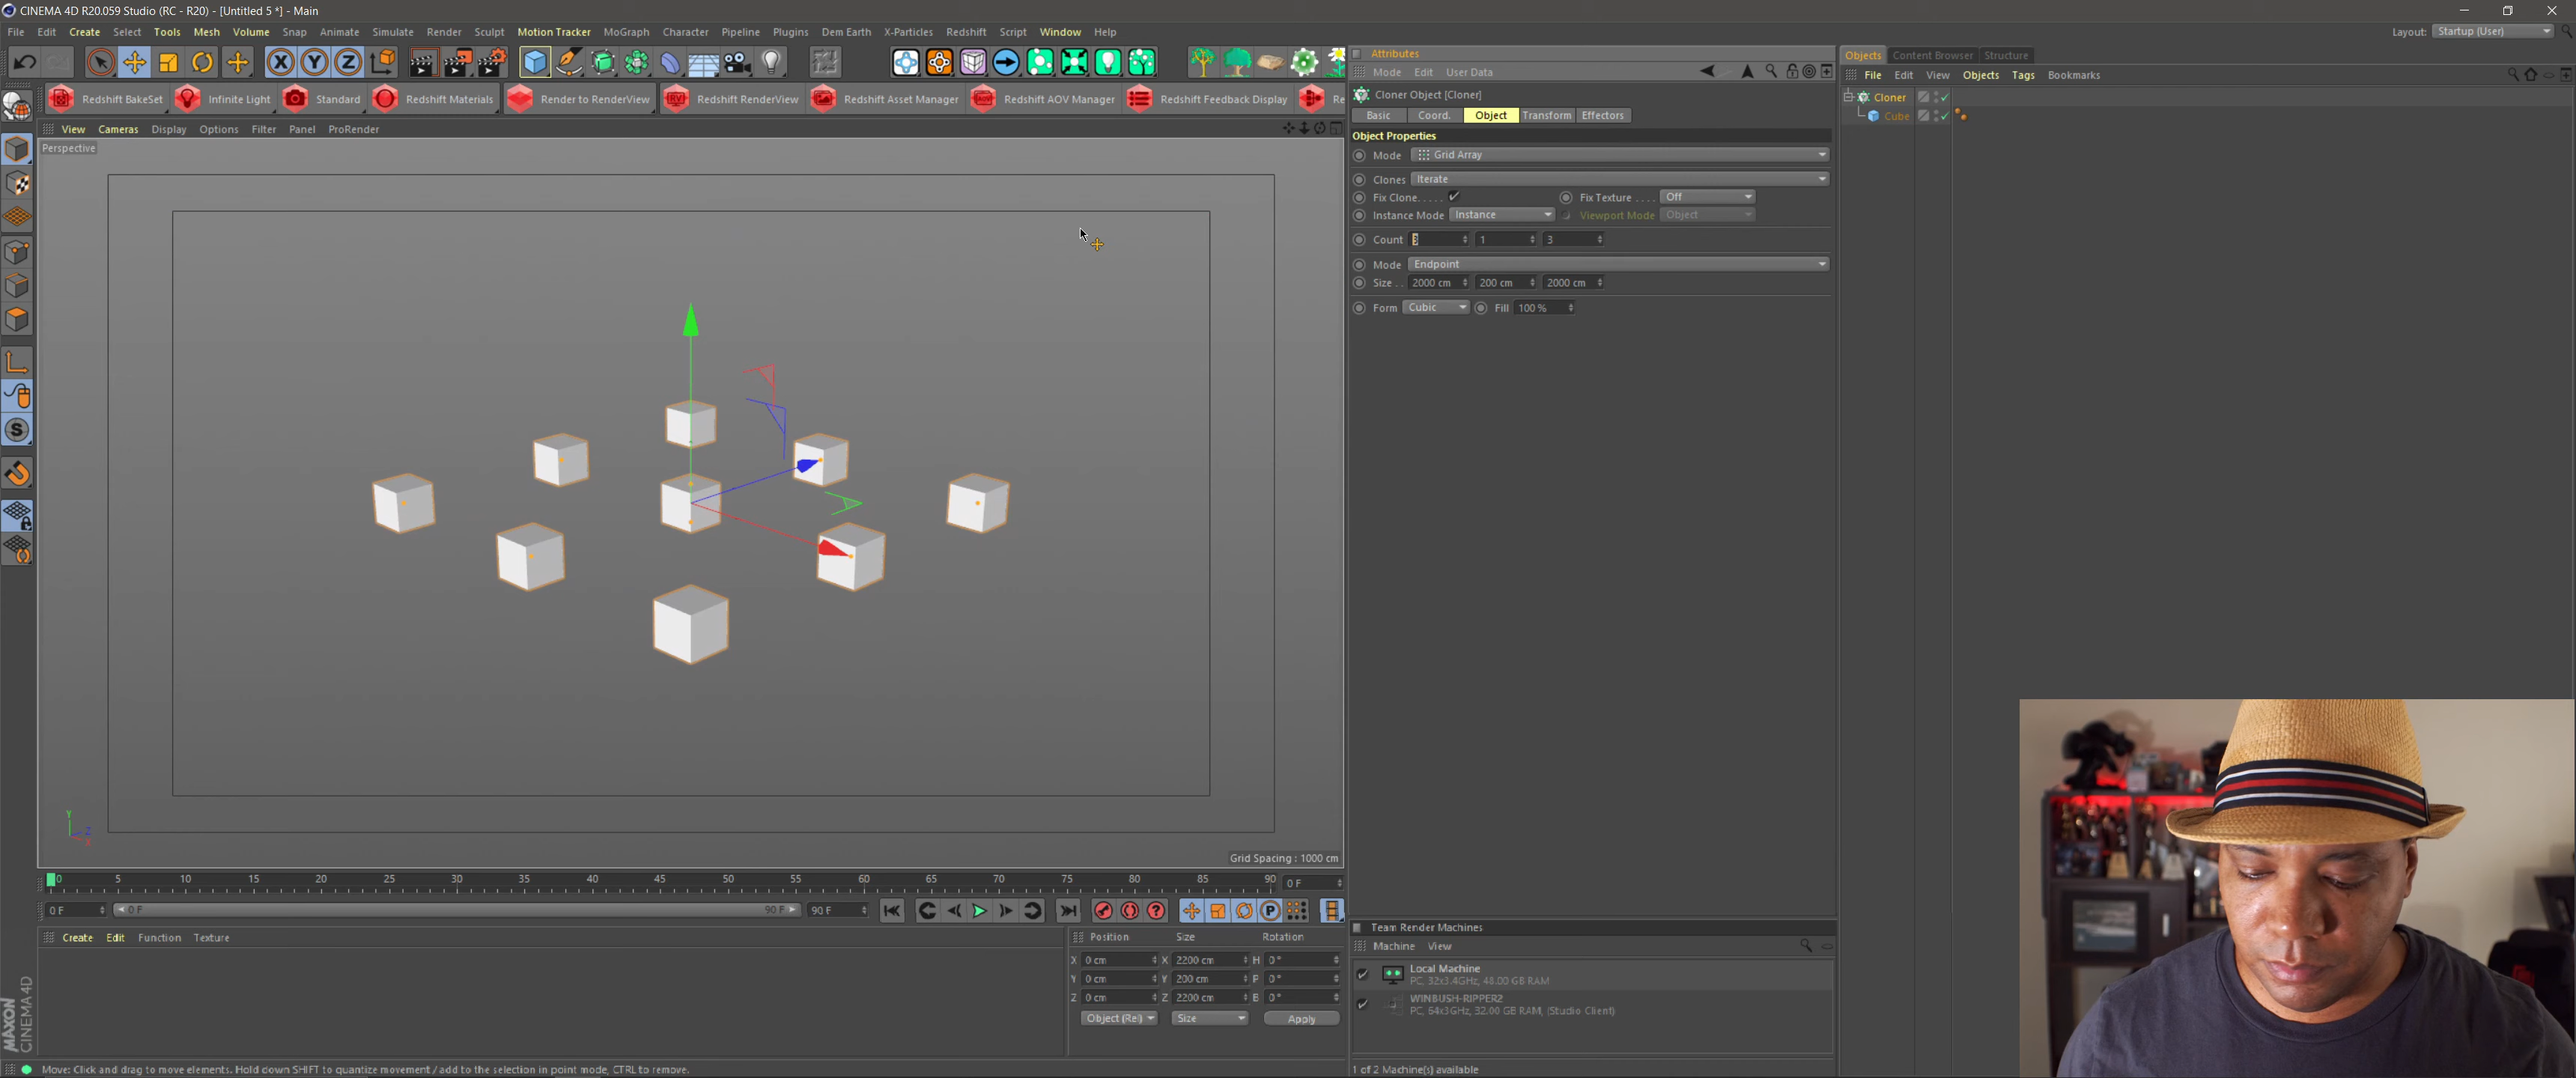 CINEMA 4D R20.059 Studio (RC - R20) - [Untitled 5 *] - Main
File Edit Create Select Tools Mesh Volume Snap Animate Simulate Render Sculpt Motion Tracker MoGraph Character Pipeline Plugins Dem Earth X-Particles Redshift Script Window Help
Layout: Startup (User)
Redshift BakeSet Infinite Light Standard Redshift Materials Render to RenderView Redshift RenderView Redshift Asset Manager Redshift AOV Manager Redshift Feedback Display Re
View Cameras Display Options Filter Panel ProRender
Perspective
Grid Spacing : 1000 cm
Y
Z
X
Attributes
Mode Edit User Data
Cloner Object [Cloner]
Basic Coord. Object Transform Effectors
Object Properties
Mode Grid Array
Clones Iterate
Fix Clone..... Fix Texture .... Off
Instance Mode Instance Viewport Mode Object
Count 3 1 3
Mode Endpoint
Size .. 2000 cm 200 cm 2000 cm
Form Cubic Fill 100 %
Objects Content Browser Structure
File Edit View Objects Tags Bookmarks
Cloner
Cube
0 5 10 15 20 25 30 35 40 45 50 55 60 65 70 75 80 85 90 0 F
0 F 0 F 90 F 90 F
Create Edit Function Texture
Position Size Rotation
X 0 cm X 2200 cm H 0 °
Y 0 cm Y 200 cm P 0 °
Z 0 cm Z 2200 cm B 0 °
Object (Rel) Size Apply
Team Render Machines
Machine View
Local Machine
PC, 32x3.4GHz, 48.00 GB RAM
WINBUSH-RIPPER2
PC, 64x3GHz, 32.00 GB RAM, (Studio Client)
1 of 2 Machine(s) available
MAXON
CINEMA 4D
Move: Click and drag to move elements. Hold down SHIFT to quantize movement / add to the selection in point mode, CTRL to remove.